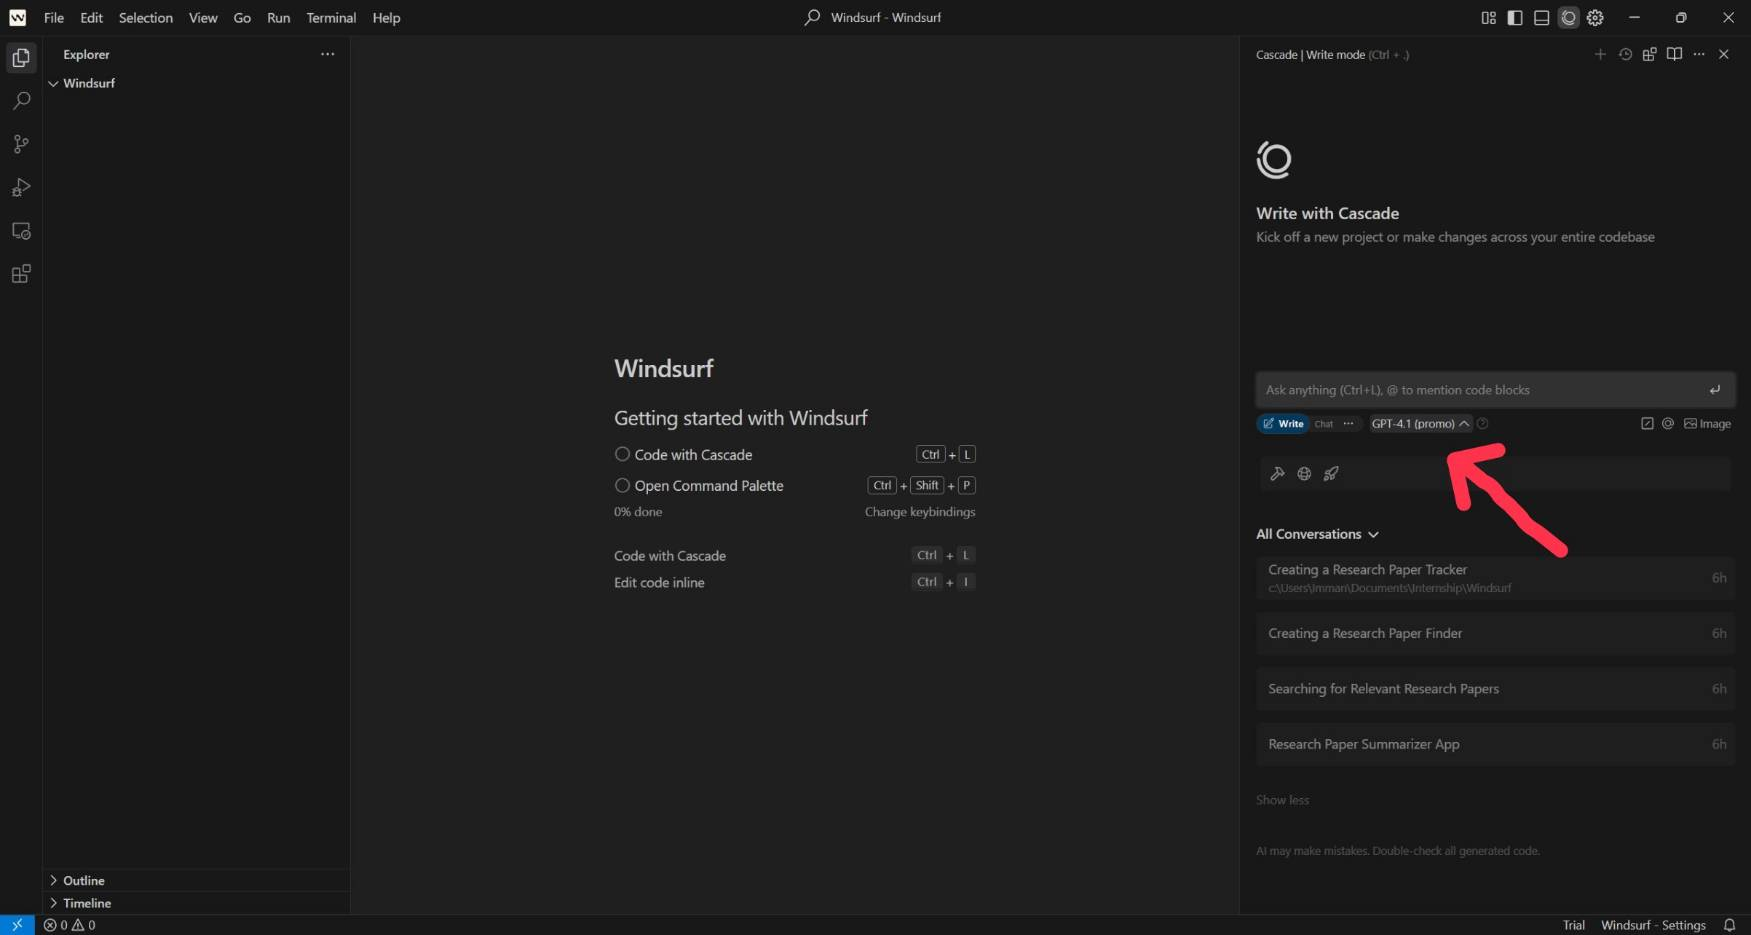 File Edit Selection View Go Run Terminal Help
Windsurf - Windsurf
Explorer
Windsurf
Outline
Timeline
Windsurf
Getting started with Windsurf
Code with Cascade Ctrl + L
Open Command Palette Ctrl + Shift + P
0% done Change keybindings
Code with Cascade Ctrl + L
Edit code inline Ctrl + I
Cascade | Write mode (Ctrl + .)
Write with Cascade
Kick off a new project or make changes across your entire codebase
Ask anything (Ctrl+L), @ to mention code blocks
Write Chat GPT-4.1 (promo) Image
All Conversations
Creating a Research Paper Tracker 6h
c:\Users\Imman\Documents\Internship\Windsurf
Creating a Research Paper Finder 6h
Searching for Relevant Research Papers 6h
Research Paper Summarizer App 6h
Show less
AI may make mistakes. Double-check all generated code.
0 0 Trial Windsurf - Settings